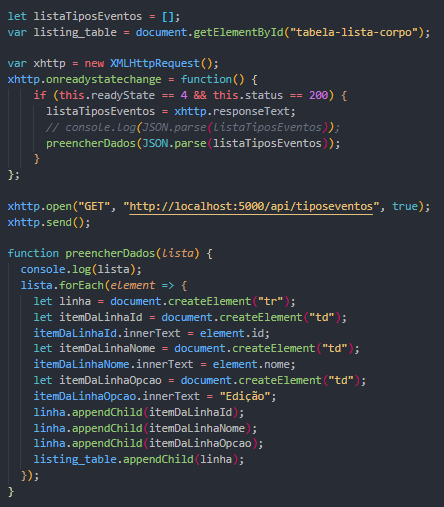 let listaTiposEventos = [];
var listing_table = document.getElementById("tabela-lista-corpo");
var xhttp = new XMLHttpRequest();
xhttp.onreadystatechange = function() {
if (this.readyState == 4 && this.status == 200) {
listaTiposEventos = xhttp.responseText;
// console.log(JSON.parse(listaTiposEventos));
preencherDados(JSON.parse(listaTiposEventos));
}
};
xhttp.open("GET", "http://localhost:5000/api/tiposeventos", true);
xhttp.send();
function preencherDados(lista) {
console.log(lista);
lista.forEach(element => {
let linha = document.createElement("tr");
let itemDaLinhaId = document.createElement("td");
itemDaLinhaId.innerText = element.id;
let itemDaLinhaNome = document.createElement("td");
itemDaLinhaNome.innerText = element.nome;
let itemDaLinhaOpcao = document.createElement("td");
itemDaLinhaOpcao.innerText = "Edição";
linha.appendChild(itemDaLinhaId);
linha.appendChild(itemDaLinhaNome);
linha.appendChild(itemDaLinhaOpcao);
listing_table.appendChild(linha);
});
}